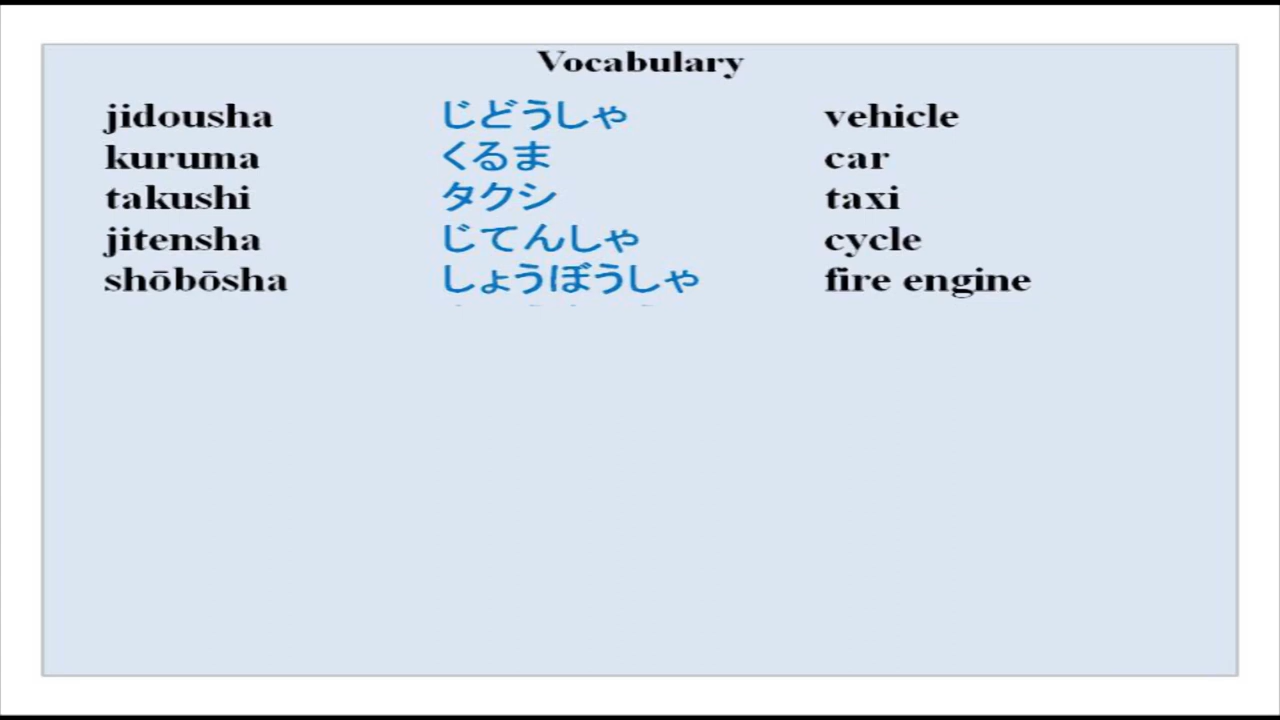 Vocabulary
jidousha じどうしゃ vehicle
kuruma くるま car
takushi タクシ taxi
jitensha じてんしゃ cycle
shōbōsha しょうぼうしゃ fire engine